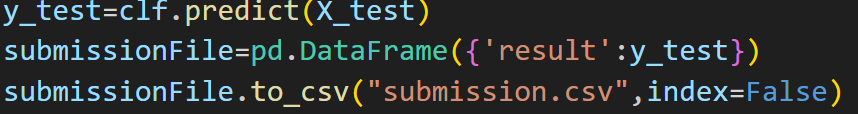 y_test=clf.predict(X_test)
submissionFile=pd.DataFrame({'result':y_test})
submissionFile.to_csv("submission.csv",index=False)